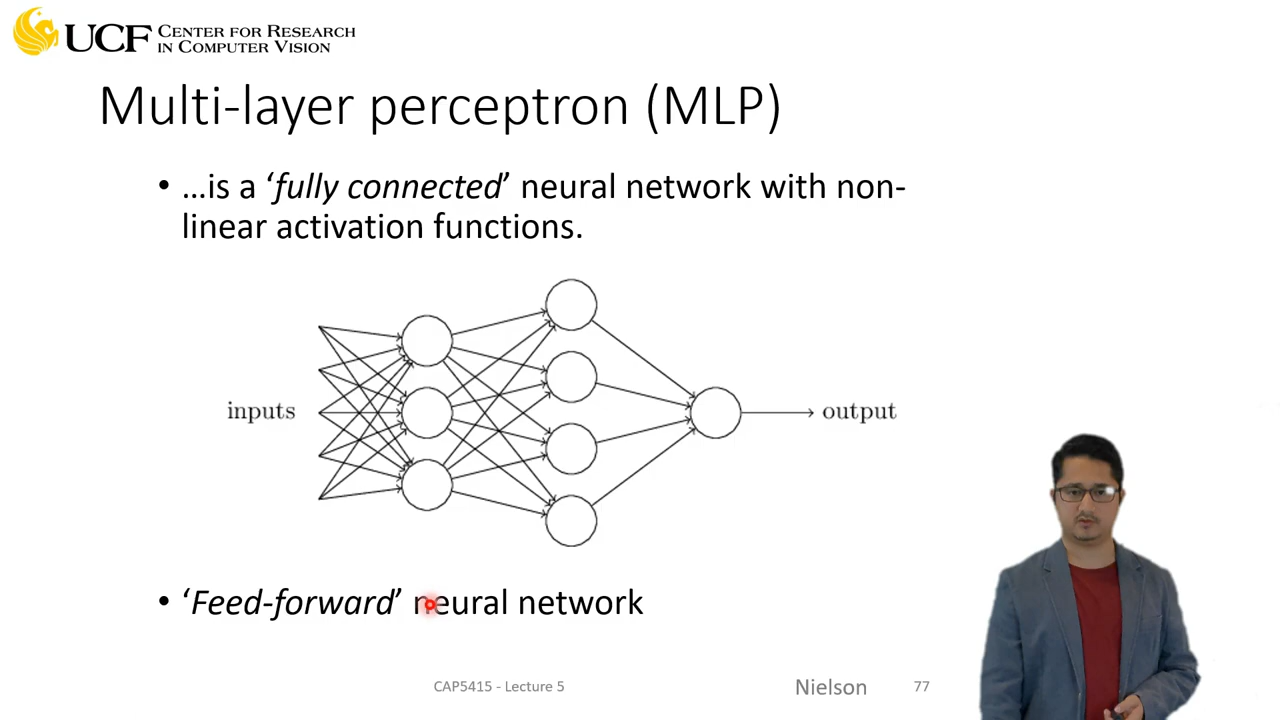 UCF CENTER FOR RESEARCH
IN COMPUTER VISION
Multi-layer perceptron (MLP)
• …is a ‘fully connected’ neural network with non-
linear activation functions.
inputs
output
• ‘Feed-forward’ neural network
CAP5415 - Lecture 5
Nielson
77